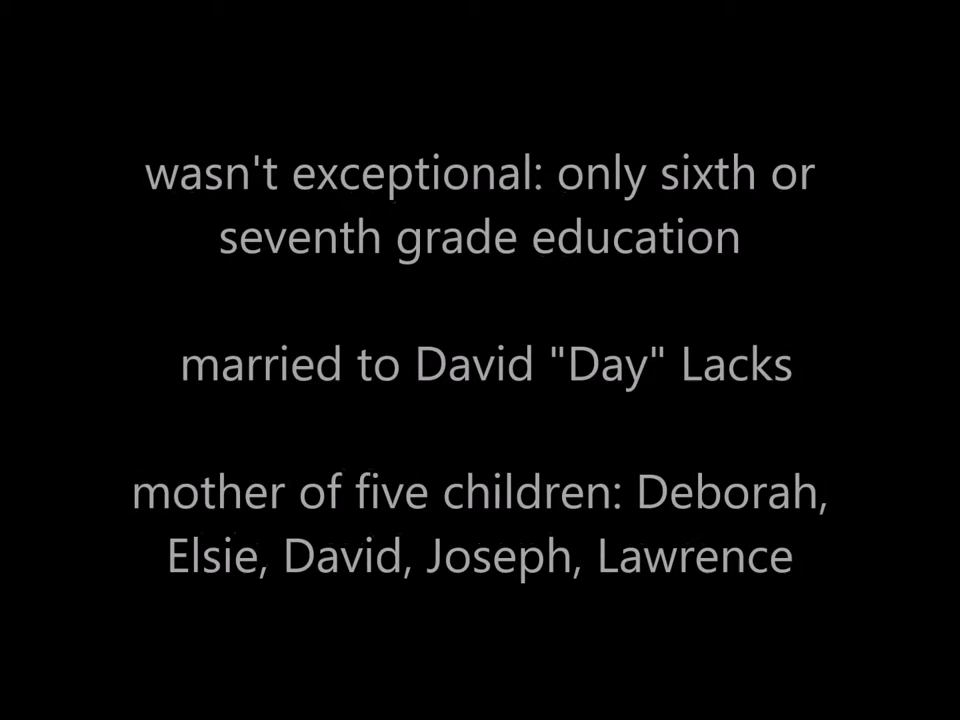 wasn't exceptional: only sixth or
seventh grade education
married to David "Day" Lacks
mother of five children: Deborah,
Elsie, David, Joseph, Lawrence